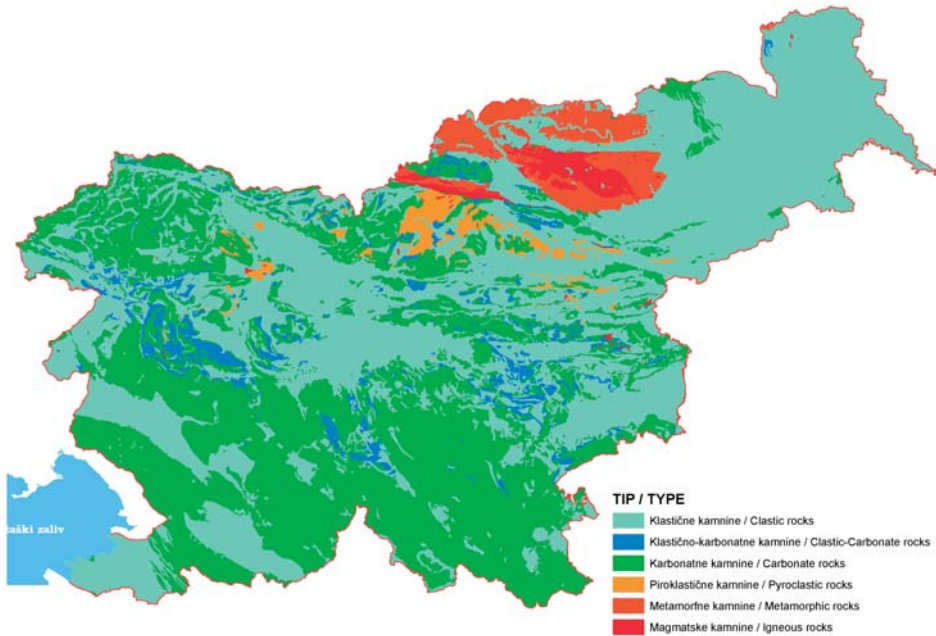 taški zaliv
TIP / TYPE
Klastične kamnine / Clastic rocks
Klastično-karbonatne kamnine / Clastic-Carbonate rocks
Karbonatne kamnine / Carbonate rocks
Piroklastične kamnine / Pyroclastic rocks
Metamorfne kamnine / Metamorphic rocks
Magmatske kamnine / Igneous rocks